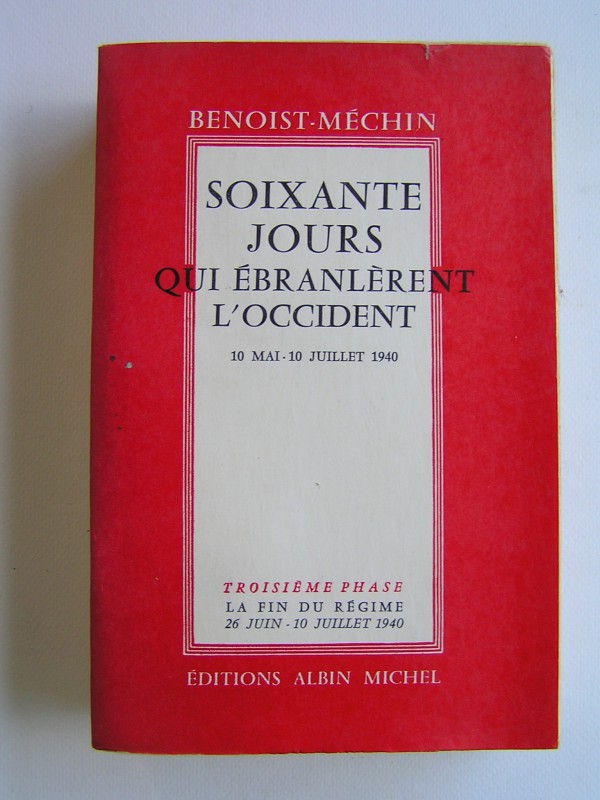 BENOIST-MÉCHIN
SOIXANTE
JOURS
QUI ÉBRANLÈRENT
L'OCCIDENT
10 MAI - 10 JUILLET 1940
TROISIÈME PHASE
LA FIN DU RÉGIME
26 JUIN - 10 JUILLET 1940
ÉDITIONS ALBIN MICHEL